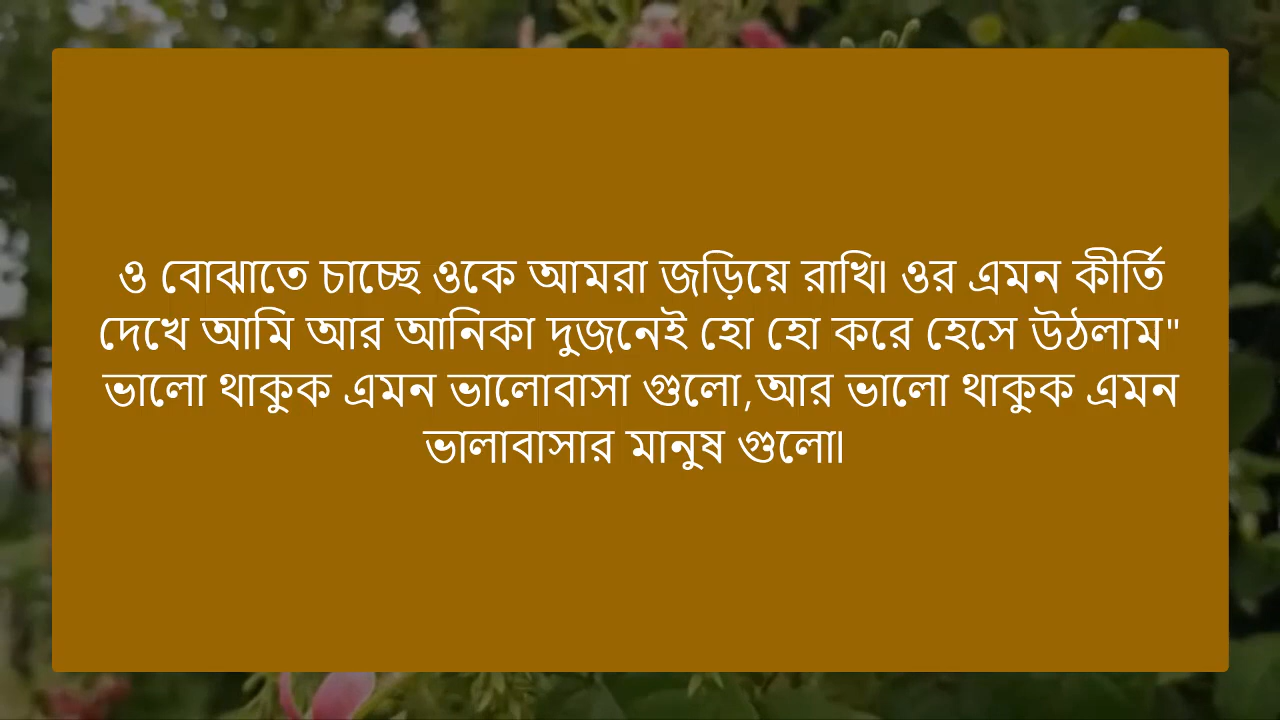 ও বোঝাতে চাচ্ছে ওকে আমরা জড়িয়ে রাখি। ওর এমন কীর্তি
দেখে আমি আর আনিকা দুজনেই হো হো করে হেসে উঠলাম"
ভালো থাকুক এমন ভালোবাসা গুলো,আর ভালো থাকুক এমন
ভালাবাসার মানুষ গুলো।